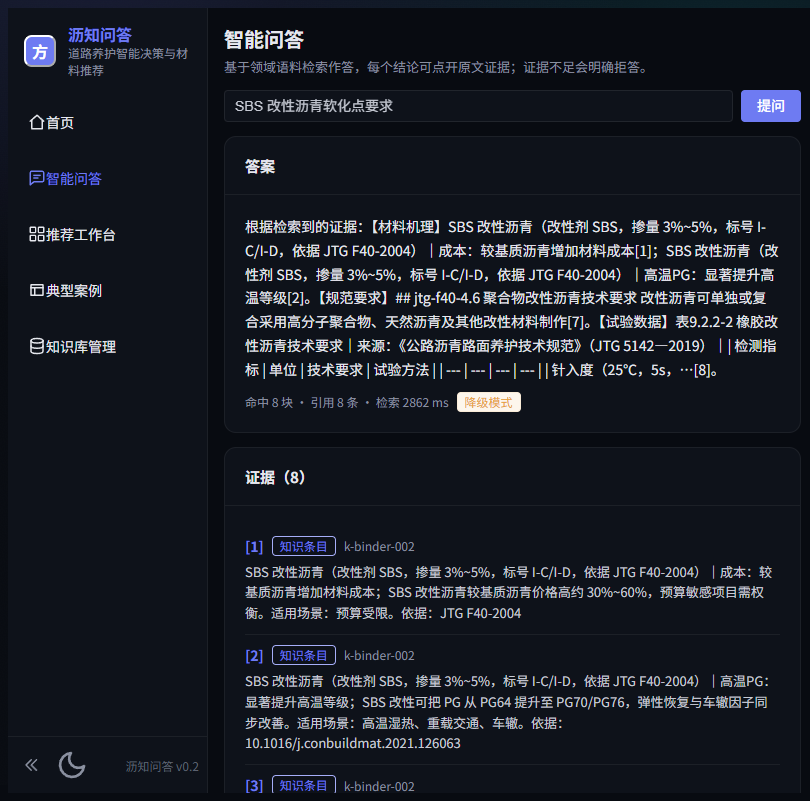 方
沥知问答
道路养护智能决策与材
料推荐
首页
智能问答
推荐工作台
典型案例
知识库管理
沥知问答 v0.2
智能问答
基于领域语料检索作答，每个结论可点开原文证据；证据不足会明确拒答。
SBS 改性沥青软化点要求
提问
答案
根据检索到的证据：【材料机理】SBS 改性沥青（改性剂 SBS，掺量 3%~5%，标号 I-
C/I-D，依据 JTG F40-2004）｜成本：较基质沥青增加材料成本[1]；SBS 改性沥青（改
性剂 SBS，掺量 3%~5%，标号 I-C/I-D，依据 JTG F40-2004）｜高温PG：显著提升高
温等级[2]。【规范要求】## jtg-f40-4.6 聚合物改性沥青技术要求 改性沥青可单独或复
合采用高分子聚合物、天然沥青及其他改性材料制作[7]。【试验数据】表9.2.2-2 橡胶改
性沥青技术要求｜来源：《公路沥青路面养护技术规范》（JTG 5142—2019）｜| 检测指
标 | 单位 | 技术要求 | 试验方法 | | --- | --- | --- | --- | | 针入度（25℃，5s，…[8]。
命中 8 块 · 引用 8 条 · 检索 2862 ms 降级模式
证据（8）
[1] 知识条目 k-binder-002
SBS 改性沥青（改性剂 SBS，掺量 3%~5%，标号 I-C/I-D，依据 JTG F40-2004）｜成本：较
基质沥青增加材料成本；SBS 改性沥青较基质沥青价格高约 30%~60%，预算敏感项目需权
衡。适用场景：预算受限。依据：JTG F40-2004
[2] 知识条目 k-binder-002
SBS 改性沥青（改性剂 SBS，掺量 3%~5%，标号 I-C/I-D，依据 JTG F40-2004）｜高温PG：
显著提升高温等级；SBS 改性可把 PG 从 PG64 提升至 PG70/PG76，弹性恢复与车辙因子同
步改善。适用场景：高温湿热、重载交通、车辙。依据：
10.1016/j.conbuildmat.2021.126063
[3] 知识条目 k-binder-002